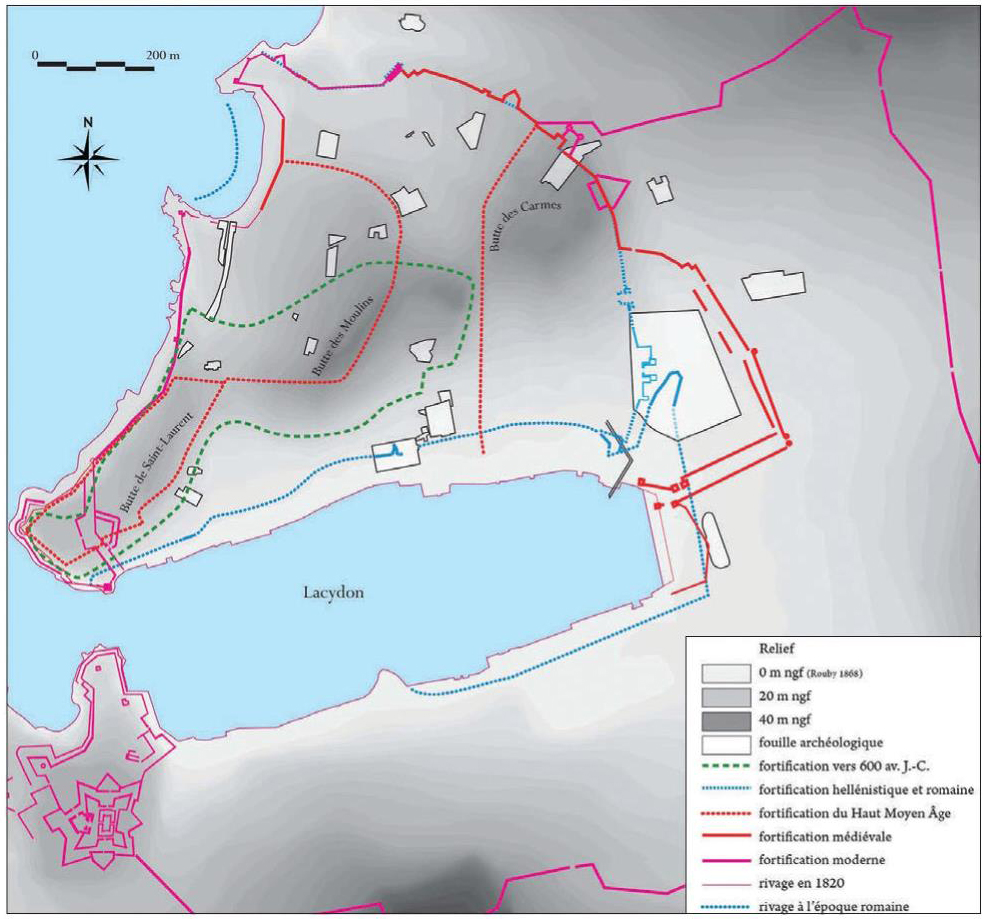 0 200 m
N
Butte des Carmes
Butte des Moulins
Butte de Saint-Laurent
Lacydon
Relief
0 m ngf (Rouby 1868)
20 m ngf
40 m ngf
fouille archéologique
fortification vers 600 av. J.-C.
fortification hellénistique et romaine
fortification du Haut Moyen Âge
fortification médiévale
fortification moderne
rivage en 1820
rivage à l'époque romaine